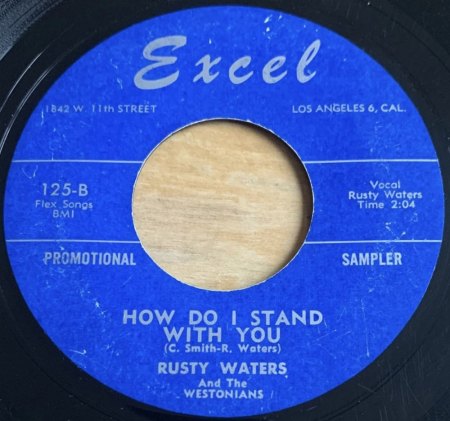 Excel
1842 W. 11th STREET
LOS ANGELES 6, CAL.
125-B
Flex Songs
BMI
Vocal
Rusty Waters
Time 2:04
PROMOTIONAL
SAMPLER
HOW DO I STAND
WITH YOU
(C. Smith-R. Waters)
RUSTY WATERS
And The
WESTONIANS